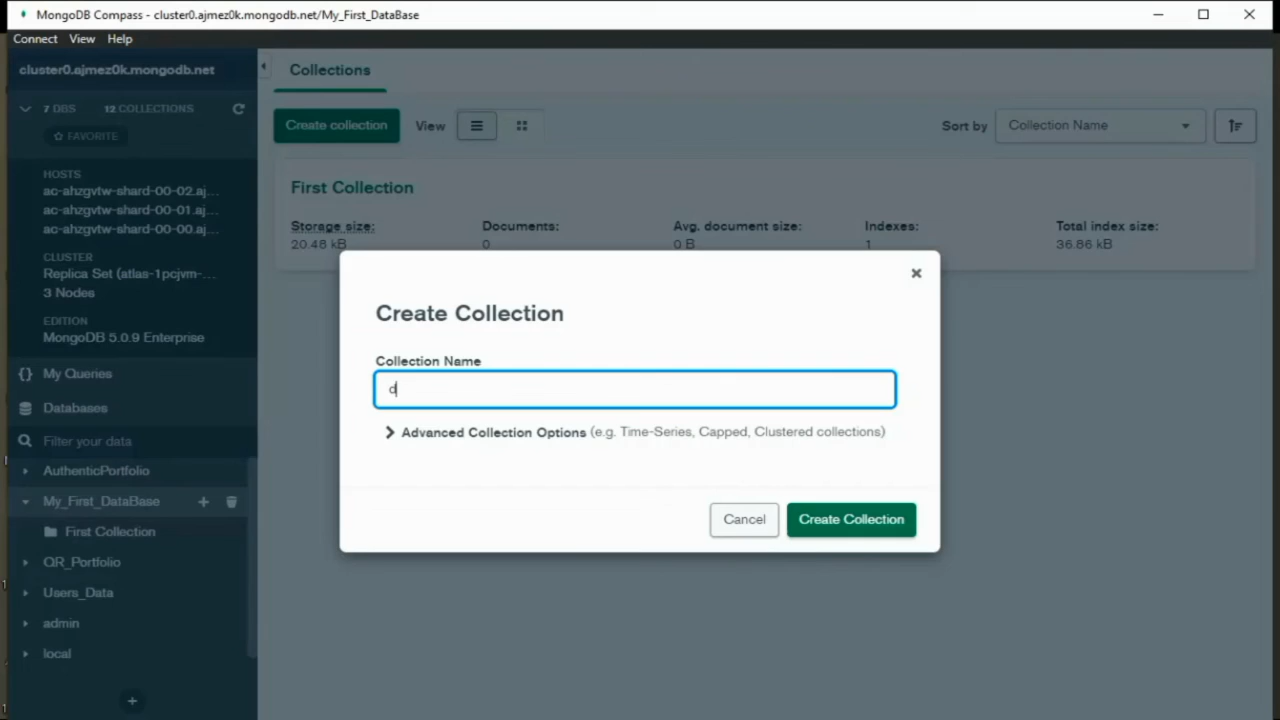 MongoDB Compass - cluster0.ajmez0k.mongodb.net/My_First_DataBase
Connect View Help
cluster0.ajmez0k.mongodb.net
7 DBS 12 COLLECTIONS
FAVORITE
HOSTS
ac-ahzgvtw-shard-00-02.aj...
ac-ahzgvtw-shard-00-01.aj...
ac-ahzgvtw-shard-00-00.aj...
CLUSTER
Replica Set (atlas-1pcjvm-...
3 Nodes
EDITION
MongoDB 5.0.9 Enterprise
{} My Queries
Databases
Filter your data
AuthenticPortfolio
My_First_DataBase
First Collection
QR_Portfolio
Users_Data
admin
local
Collections
Create collection View Sort by Collection Name
First Collection
Storage size: Documents: Avg. document size: Indexes: Total index size:
20.48 kB 0 0 B 1 36.86 kB
Create Collection
Collection Name
d
Advanced Collection Options (e.g. Time-Series, Capped, Clustered collections)
Cancel Create Collection